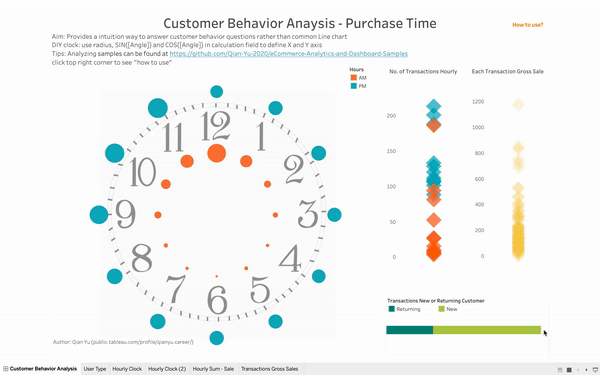 Customer Behavior Anaysis - Purchase Time
How to use?
Aim: Provides a intuition way to answer customer behavior questions rather than common Line chart
DIY clock: use radius, SIN([Angle]) and COS([Angle]) in calculation field to define X and Y axis
Tips: Analyzing samples can be found at https://github.com/Qian-Yu-2020/eCommerce-Analytics-and-Dashboard-Samples
click top right corner to see "how to use"
Hours
AM
PM
No. of Transactions Hourly
Each Transaction Gross Sale
12
1
2
3
4
5
6
7
8
9
10
11
200
150
100
50
0
1200
1000
800
600
400
200
0
Transactions New or Returning Customer
Returning
New
Author: Qian Yu (public.tableau.com/profile/qianyu.career/)
Customer Behavior Analysis
User Type
Hourly Clock
Hourly Clock (2)
Hourly Sum - Sale
Transactions Gross Sales